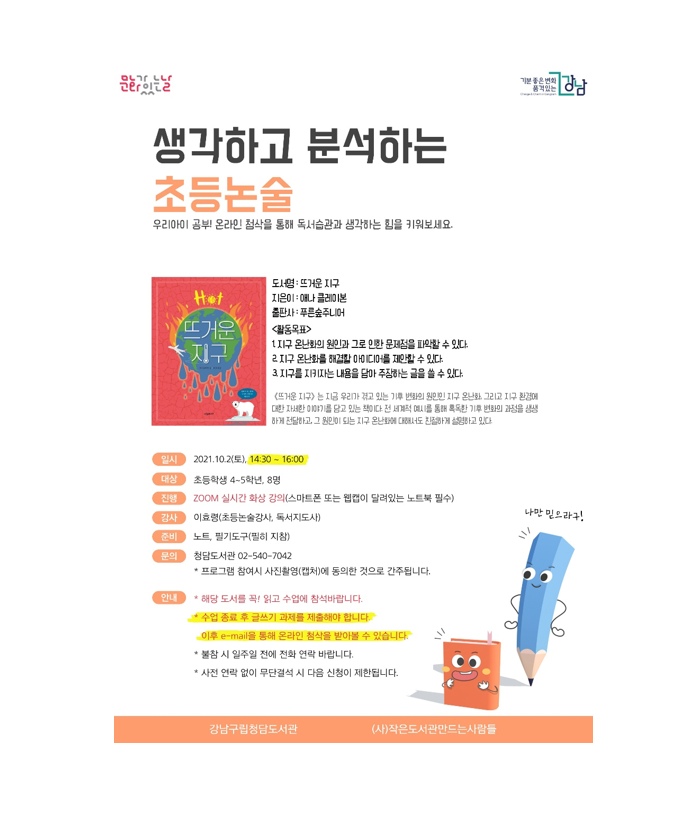 문화가 있는 날
기분 좋은 변화
품격 있는
강남
생각하고 분석하는
초등논술
우리아이 공부! 온라인 첨삭을 통해 독서습관과 생각하는 힘을 키워보세요.
Hot
뜨거운
지구
도서명 : 뜨거운 지구
지은이 : 애나 클레이본
출판사 : 푸른숲주니어
<활동목표>
1. 지구 온난화의 원인과 그로 인한 문제점을 파악할 수 있다.
2. 지구 온난화를 해결할 아이디어를 제안할 수 있다.
3. 지구를 지키자는 내용을 담아 주장하는 글을 쓸 수 있다.
《뜨거운 지구》는 지금 우리가 겪고 있는 기후 변화의 원인인 지구 온난화, 그리고 지구 환경에
대한 자세한 이야기를 담고 있는 책이다. 전 세계적 예시를 통해 혹독한 기후 변화의 과정을 생생
하게 전달하고, 그 원인이 되는 지구 온난화에 대해서도 친절하게 설명하고 있다.
일시 2021.10.2(토), 14:30 ~ 16:00
대상 초등학생 4~5학년, 8명
진행 ZOOM 실시간 화상 강의(스마트폰 또는 웹캠이 달려있는 노트북 필수)
강사 이효령(초등논술강사, 독서지도사)
준비 노트, 필기도구(필히 지참)
문의 청담도서관 02-540-7042
* 프로그램 참여시 사진촬영(캡처)에 동의한 것으로 간주됩니다.
나만 믿으라구!
안내 * 해당 도서를 꼭! 읽고 수업에 참석바랍니다.
* 수업 종료 후 글쓰기 과제를 제출해야 합니다.
이후 e-mail을 통해 온라인 첨삭을 받아볼 수 있습니다.
* 불참 시 일주일 전에 전화 연락 바랍니다.
* 사전 연락 없이 무단결석 시 다음 신청이 제한됩니다.
강남구립청담도서관 (사)작은도서관만드는사람들